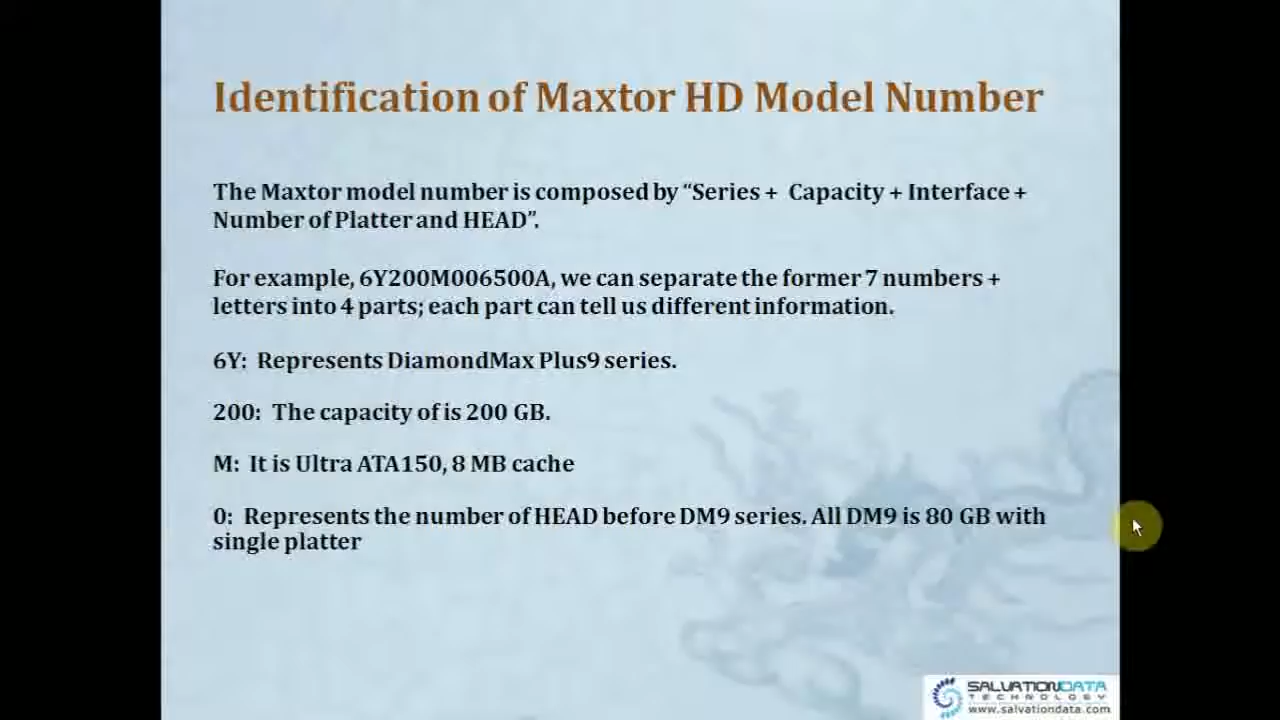 Identification of Maxtor HD Model Number
The Maxtor model number is composed by “Series + Capacity + Interface +
Number of Platter and HEAD”.
For example, 6Y200M006500A, we can separate the former 7 numbers +
letters into 4 parts; each part can tell us different information.
6Y: Represents DiamondMax Plus9 series.
200: The capacity of is 200 GB.
M: It is Ultra ATA150, 8 MB cache
0: Represents the number of HEAD before DM9 series. All DM9 is 80 GB with
single platter
SALVATIONDATA
TECHNOLOGY
www.salvationdata.com